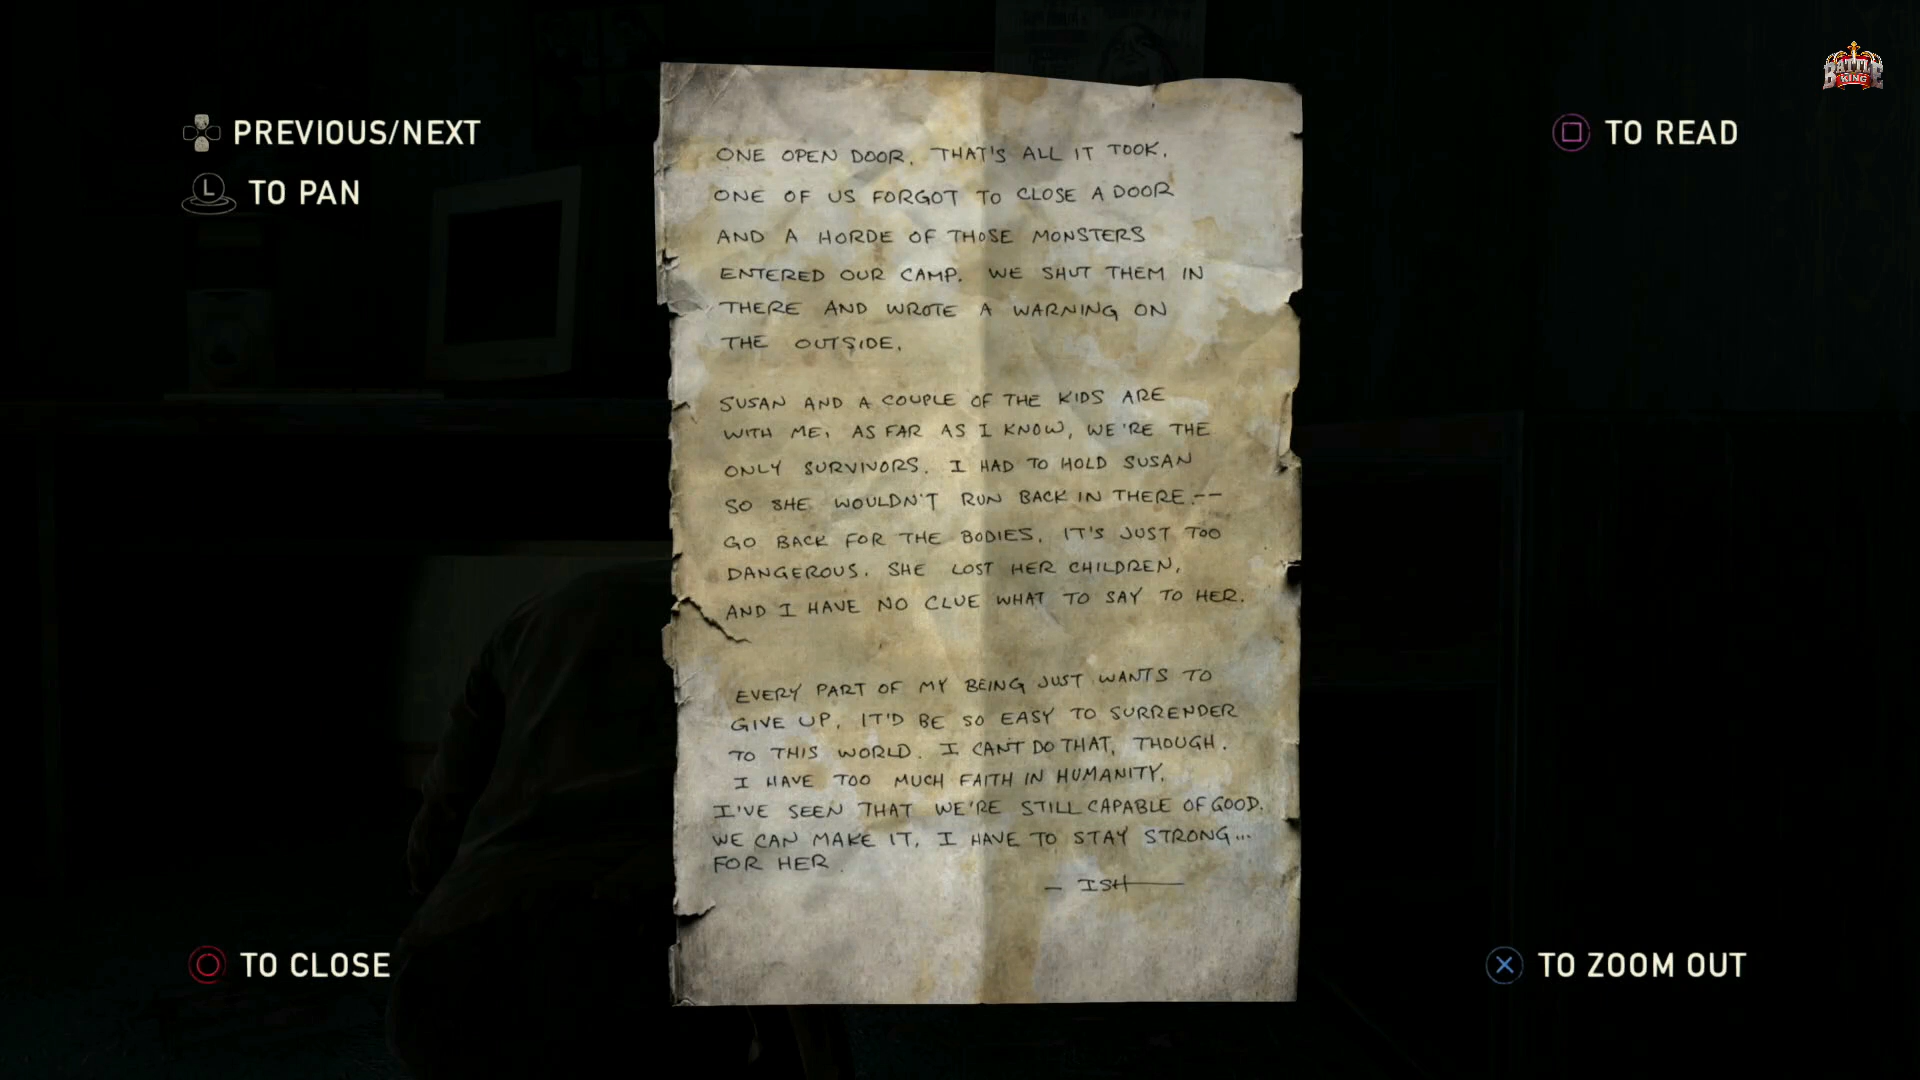 PREVIOUS/NEXT
L TO PAN
BATTLE
KING
TO READ
ONE OPEN DOOR. THAT'S ALL IT TOOK.
ONE OF US FORGOT TO CLOSE A DOOR
AND A HORDE OF THOSE MONSTERS
ENTERED OUR CAMP. WE SHUT THEM IN
THERE AND WROTE A WARNING ON
THE OUTSIDE.
SUSAN AND A COUPLE OF THE KIDS ARE
WITH ME. AS FAR AS I KNOW, WE'RE THE
ONLY SURVIVORS. I HAD TO HOLD SUSAN
SO SHE WOULDN'T RUN BACK IN THERE.--
GO BACK FOR THE BODIES. IT'S JUST TOO
DANGEROUS. SHE LOST HER CHILDREN,
AND I HAVE NO CLUE WHAT TO SAY TO HER.
EVERY PART OF MY BEING JUST WANTS TO
GIVE UP. IT'D BE SO EASY TO SURRENDER
TO THIS WORLD. I CAN'T DO THAT, THOUGH.
I HAVE TOO MUCH FAITH IN HUMANITY.
I'VE SEEN THAT WE'RE STILL CAPABLE OF GOOD.
WE CAN MAKE IT. I HAVE TO STAY STRONG...
FOR HER.
- ISH
TO CLOSE
TO ZOOM OUT